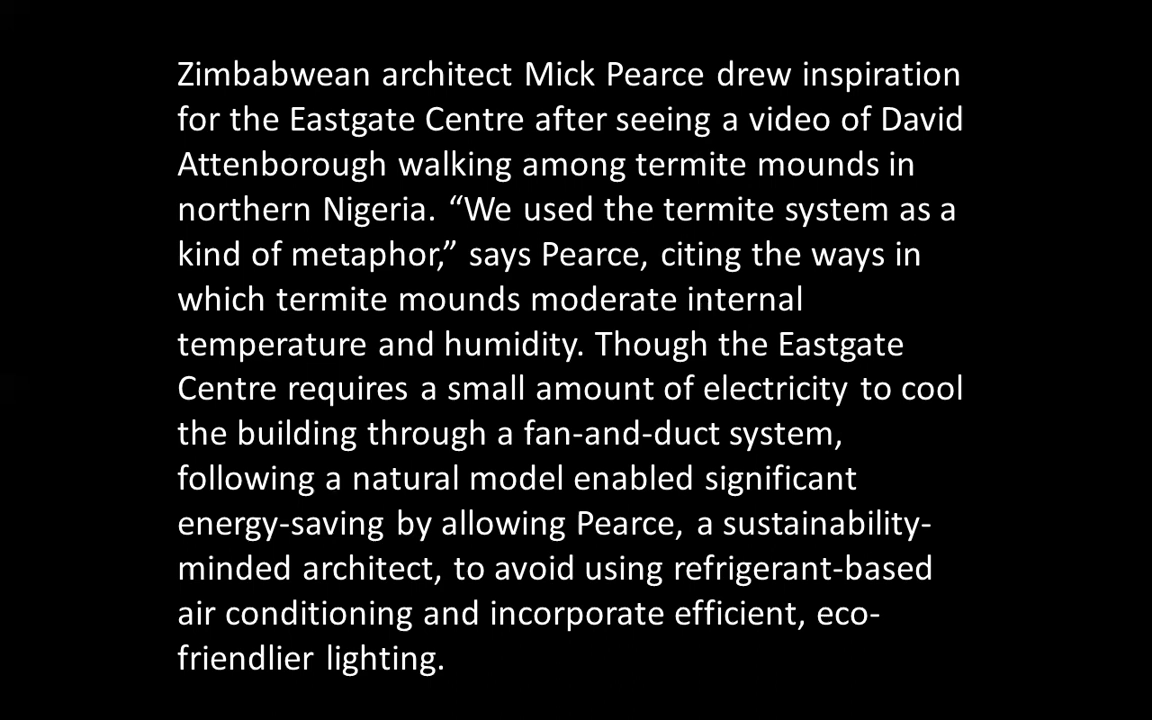 Zimbabwean architect Mick Pearce drew inspiration
for the Eastgate Centre after seeing a video of David
Attenborough walking among termite mounds in
northern Nigeria. “We used the termite system as a
kind of metaphor,” says Pearce, citing the ways in
which termite mounds moderate internal
temperature and humidity. Though the Eastgate
Centre requires a small amount of electricity to cool
the building through a fan-and-duct system,
following a natural model enabled significant
energy-saving by allowing Pearce, a sustainability-
minded architect, to avoid using refrigerant-based
air conditioning and incorporate efficient, eco-
friendlier lighting.